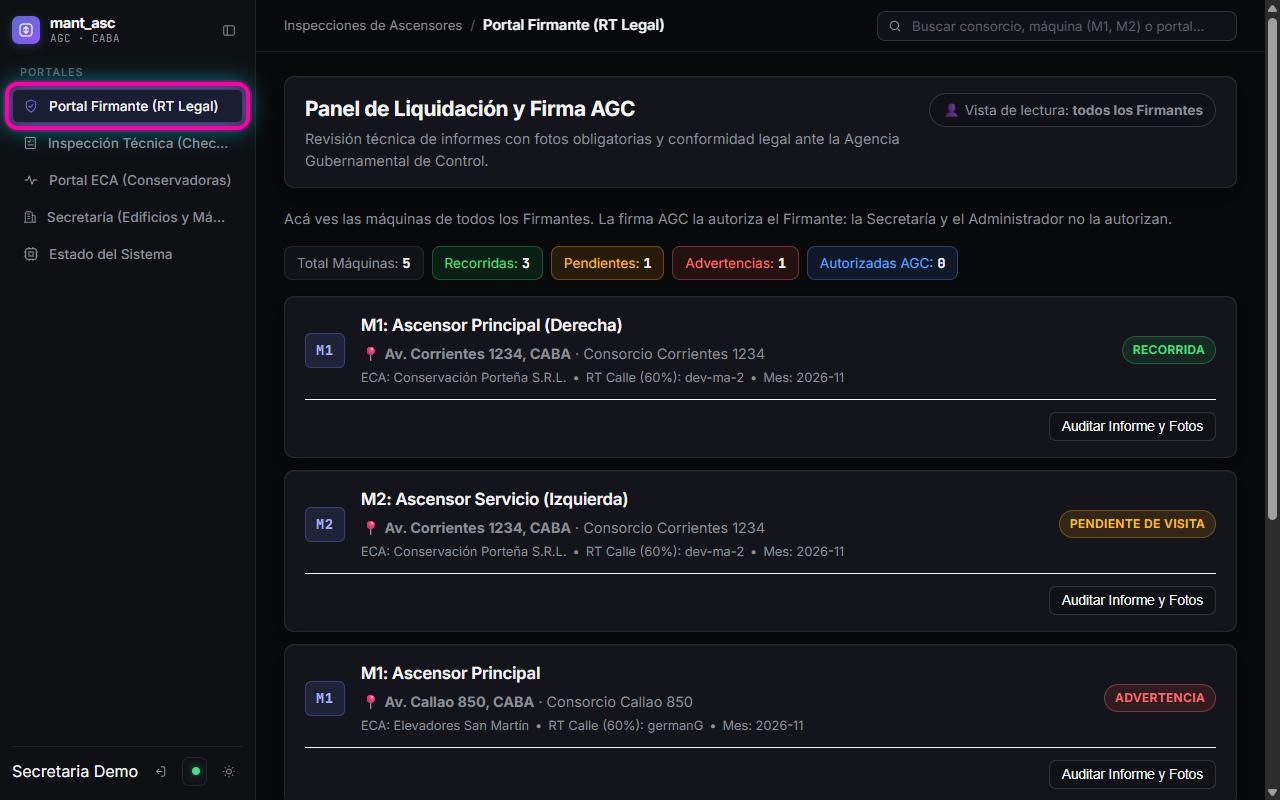 mant_asc
AGC · CABA
PORTALES
Portal Firmante (RT Legal)
Inspección Técnica (Chec...
Portal ECA (Conservadoras)
Secretaría (Edificios y Má...
Estado del Sistema
Secretaria Demo
Inspecciones de Ascensores / Portal Firmante (RT Legal)
Buscar consorcio, máquina (M1, M2) o portal...
Panel de Liquidación y Firma AGC
Revisión técnica de informes con fotos obligatorias y conformidad legal ante la Agencia
Gubernamental de Control.
Vista de lectura: todos los Firmantes
Acá ves las máquinas de todos los Firmantes. La firma AGC la autoriza el Firmante: la Secretaría y el Administrador no la autorizan.
Total Máquinas: 5
Recorridas: 3
Pendientes: 1
Advertencias: 1
Autorizadas AGC: 0
M1
M1: Ascensor Principal (Derecha)
Av. Corrientes 1234, CABA · Consorcio Corrientes 1234
ECA: Conservación Porteña S.R.L. • RT Calle (60%): dev-ma-2 • Mes: 2026-11
RECORRIDA
Auditar Informe y Fotos
M2
M2: Ascensor Servicio (Izquierda)
Av. Corrientes 1234, CABA · Consorcio Corrientes 1234
ECA: Conservación Porteña S.R.L. • RT Calle (60%): dev-ma-2 • Mes: 2026-11
PENDIENTE DE VISITA
Auditar Informe y Fotos
M1
M1: Ascensor Principal
Av. Callao 850, CABA · Consorcio Callao 850
ECA: Elevadores San Martín • RT Calle (60%): germanG • Mes: 2026-11
ADVERTENCIA
Auditar Informe y Fotos